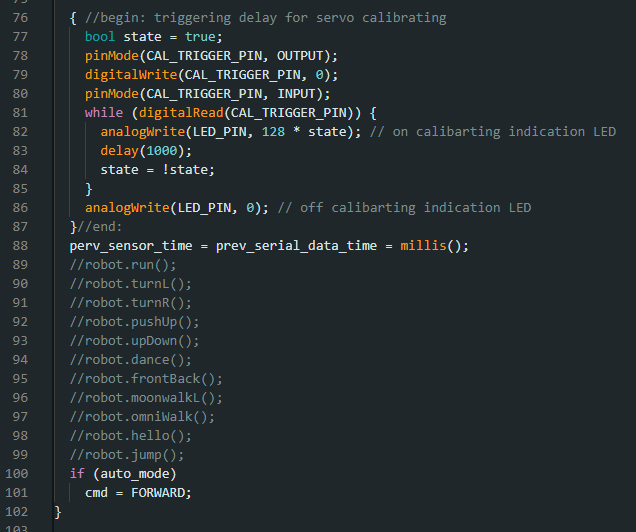 76 { //begin: triggering delay for servo calibrating
77 bool state = true;
78 pinMode(CAL_TRIGGER_PIN, OUTPUT);
79 digitalWrite(CAL_TRIGGER_PIN, 0);
80 pinMode(CAL_TRIGGER_PIN, INPUT);
81 while (digitalRead(CAL_TRIGGER_PIN)) {
82 analogWrite(LED_PIN, 128 * state); // on calibarting indication LED
83 delay(1000);
84 state = !state;
85 }
86 analogWrite(LED_PIN, 0); // off calibarting indication LED
87 }//end:
88 perv_sensor_time = prev_serial_data_time = millis();
89 //robot.run();
90 //robot.turnL();
91 //robot.turnR();
92 //robot.pushUp();
93 //robot.upDown();
94 //robot.dance();
95 //robot.frontBack();
96 //robot.moonwalkL();
97 //robot.omniWalk();
98 //robot.hello();
99 //robot.jump();
100 if (auto_mode)
101 cmd = FORWARD;
102 }